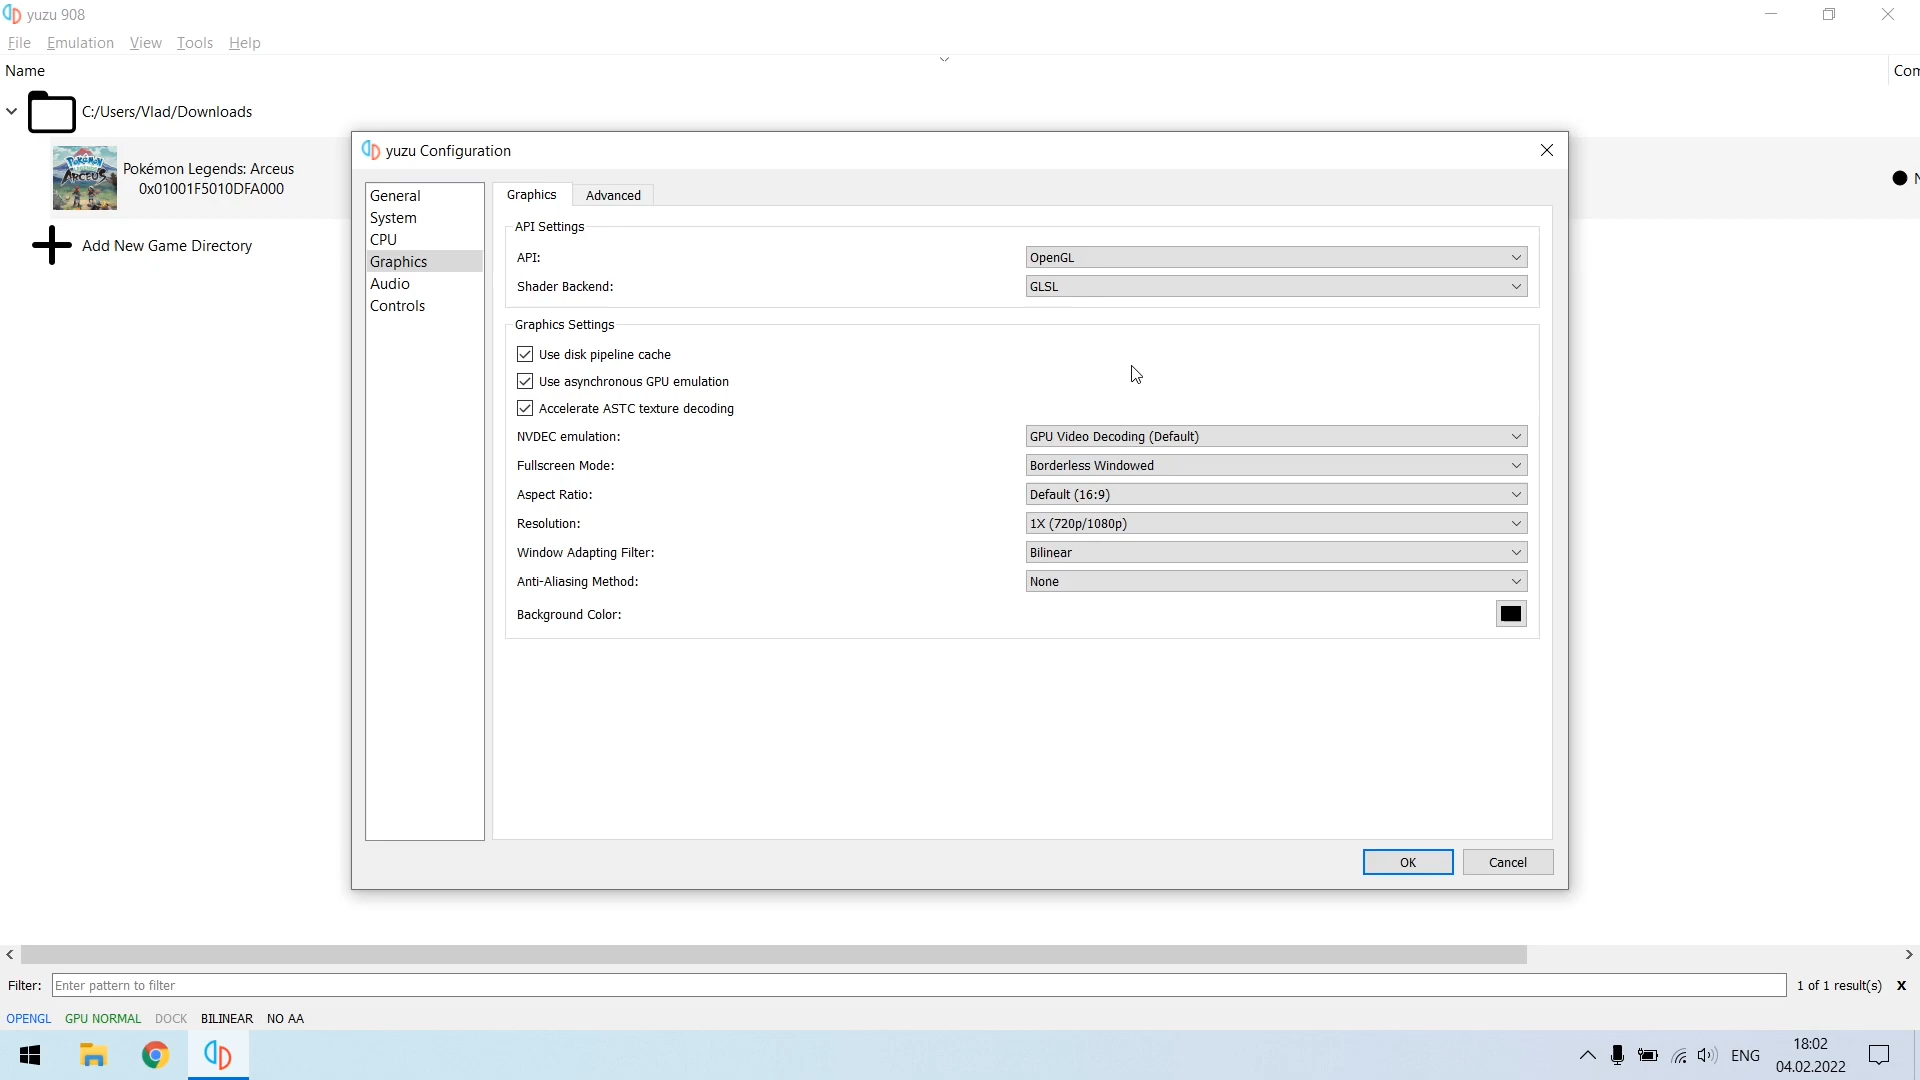 yuzu 908
File Emulation View Tools Help
Name
Com
C:/Users/Vlad/Downloads
Pokémon
LEGENDS
ARCEUS
Pokémon Legends: Arceus
0x01001F5010DFA000
N
Add New Game Directory
yuzu Configuration
General
System
CPU
Graphics
Audio
Controls
Graphics Advanced
API Settings
API: OpenGL
Shader Backend: GLSL
Graphics Settings
Use disk pipeline cache
Use asynchronous GPU emulation
Accelerate ASTC texture decoding
NVDEC emulation: GPU Video Decoding (Default)
Fullscreen Mode: Borderless Windowed
Aspect Ratio: Default (16:9)
Resolution: 1X (720p/1080p)
Window Adapting Filter: Bilinear
Anti-Aliasing Method: None
Background Color:
OK Cancel
Filter: Enter pattern to filter 1 of 1 result(s) X
OPENGL GPU NORMAL DOCK BILINEAR NO AA
ENG
18:02
04.02.2022